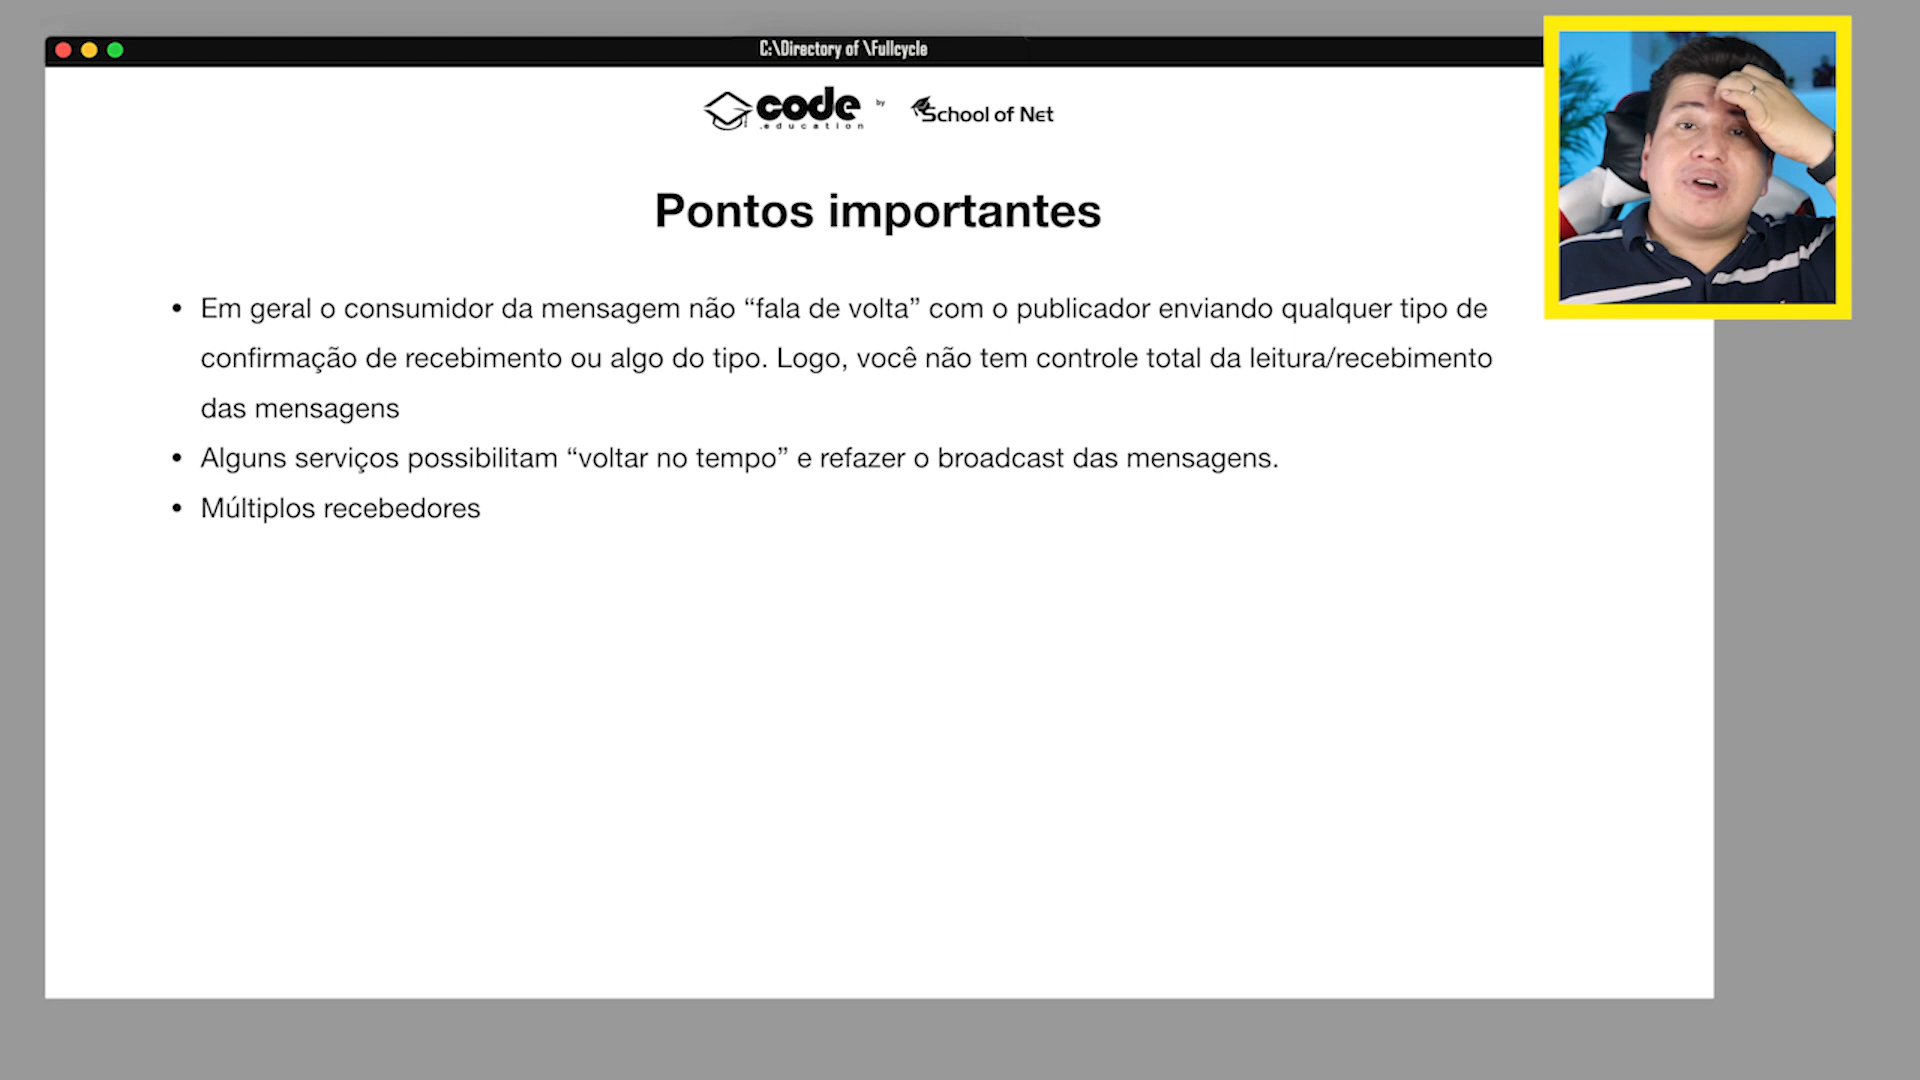 C:\Directory of \Fullcycle
code by School of Net
.education
Pontos importantes
• Em geral o consumidor da mensagem não “fala de volta” com o publicador enviando qualquer tipo de
confirmação de recebimento ou algo do tipo. Logo, você não tem controle total da leitura/recebimento
das mensagens
• Alguns serviços possibilitam “voltar no tempo” e refazer o broadcast das mensagens.
• Múltiplos recebedores